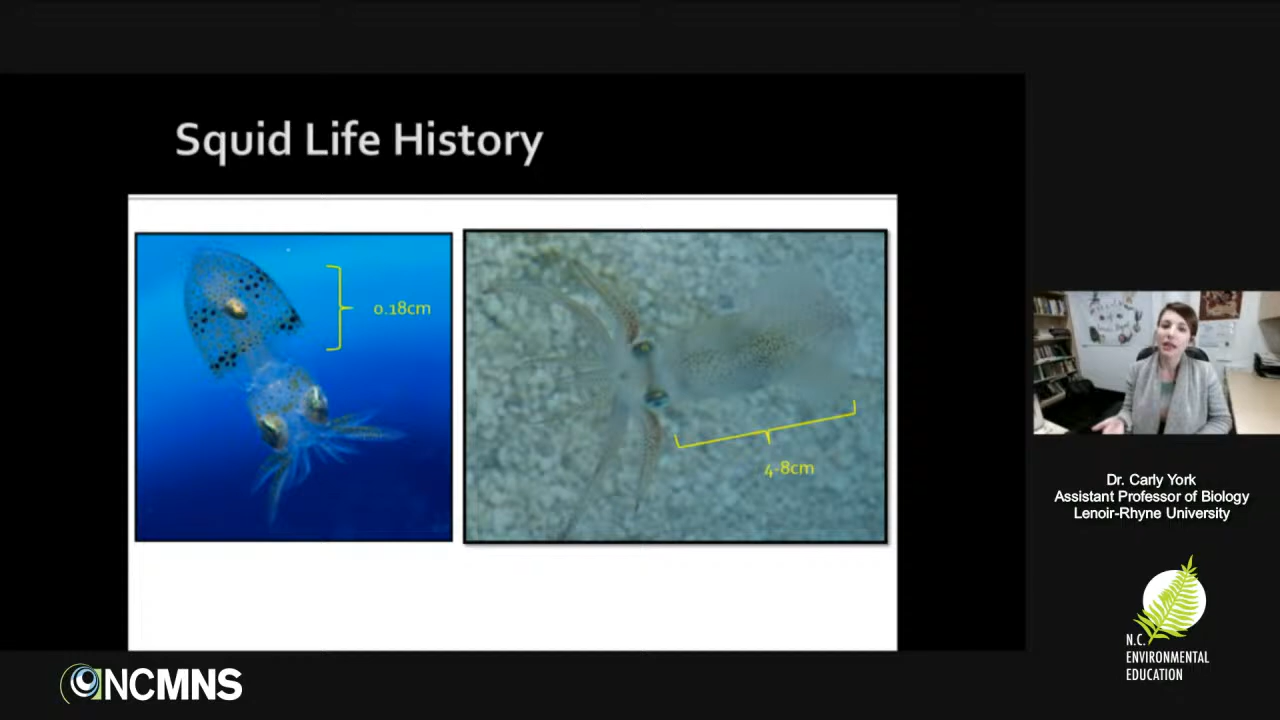 Squid Life History
0.18cm
4-8cm
Dr. Carly York
Assistant Professor of Biology
Lenoir-Rhyne University
N.C.
ENVIRONMENTAL
EDUCATION
NCMNS